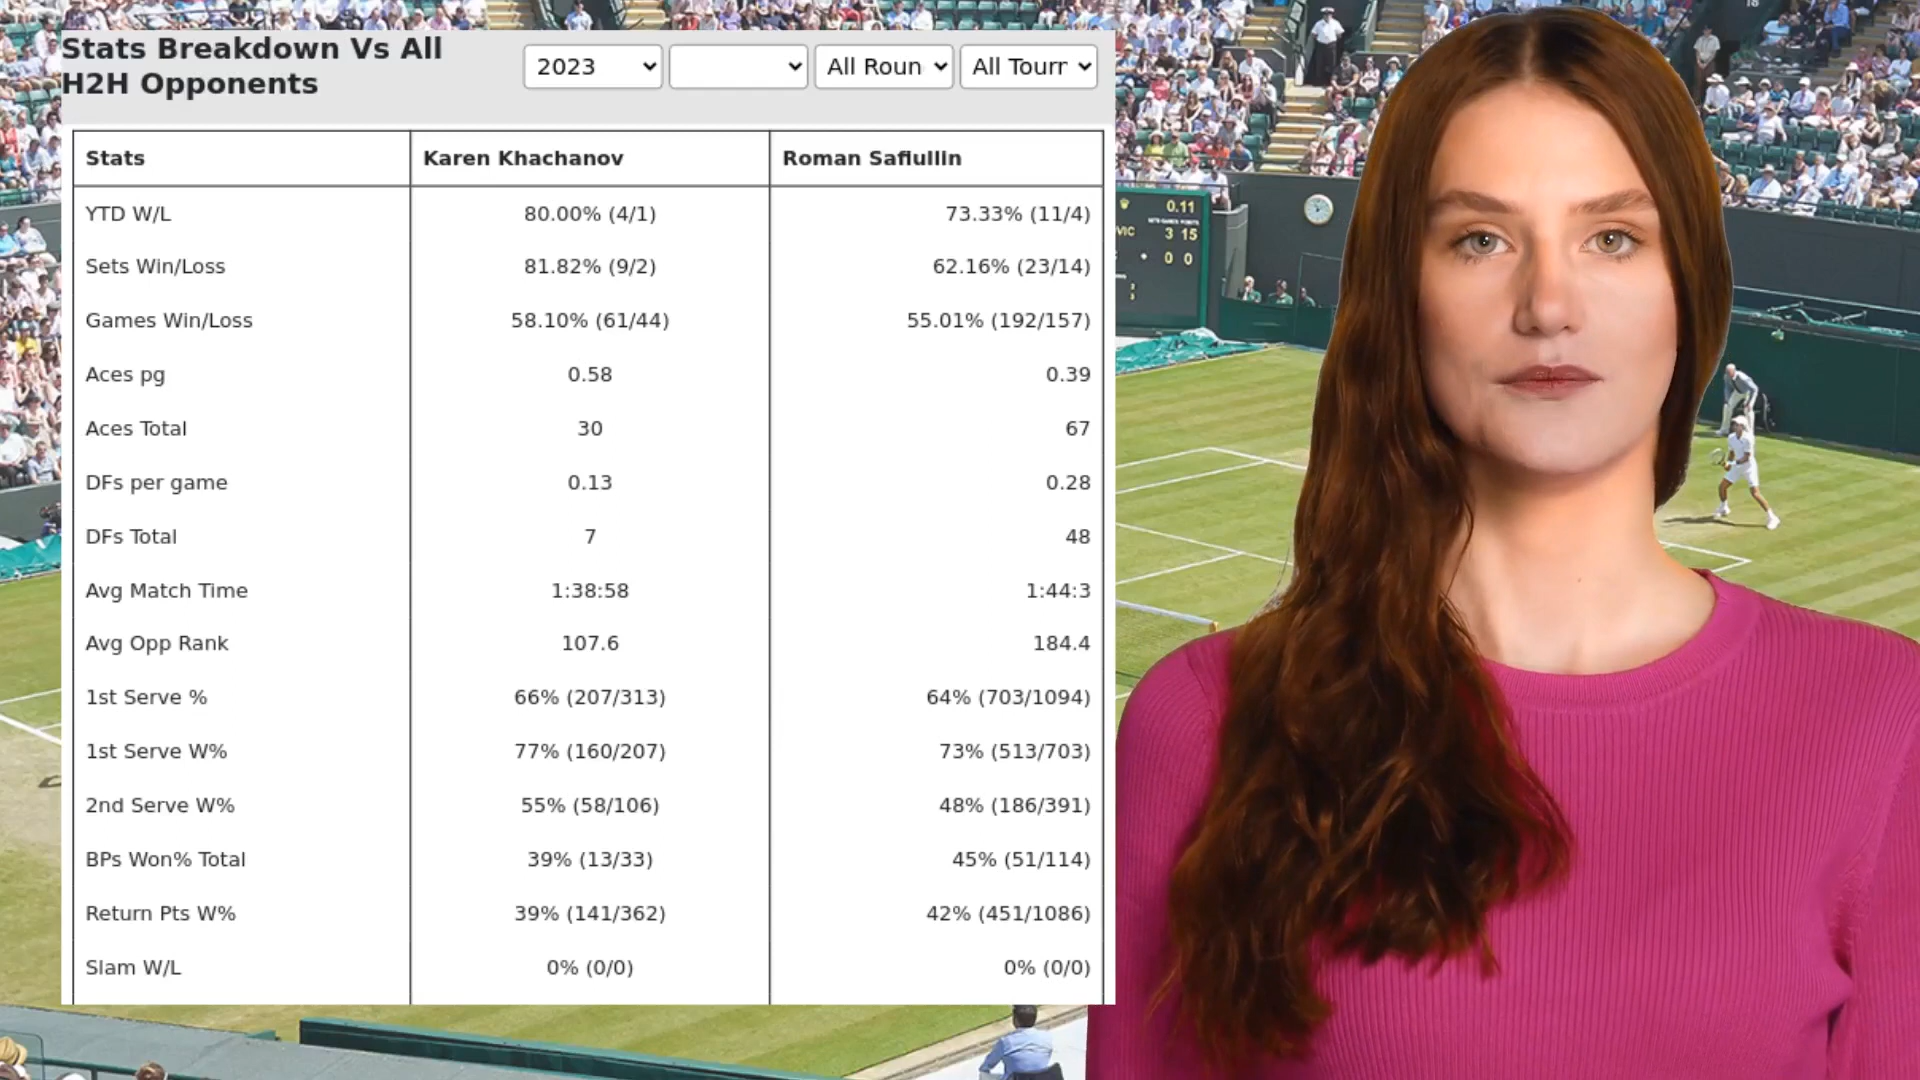 Stats Breakdown Vs All
H2H Opponents
2023
All Roun
All Tourr
Stats Karen Khachanov Roman Safiullin
YTD W/L 80.00% (4/1) 73.33% (11/4)
Sets Win/Loss 81.82% (9/2) 62.16% (23/14)
Games Win/Loss 58.10% (61/44) 55.01% (192/157)
Aces pg 0.58 0.39
Aces Total 30 67
DFs per game 0.13 0.28
DFs Total 7 48
Avg Match Time 1:38:58 1:44:3
Avg Opp Rank 107.6 184.4
1st Serve % 66% (207/313) 64% (703/1094)
1st Serve W% 77% (160/207) 73% (513/703)
2nd Serve W% 55% (58/106) 48% (186/391)
BPs Won% Total 39% (13/33) 45% (51/114)
Return Pts W% 39% (141/362) 42% (451/1086)
Slam W/L 0% (0/0) 0% (0/0)
18
0.11
VIC 3 15
0 0